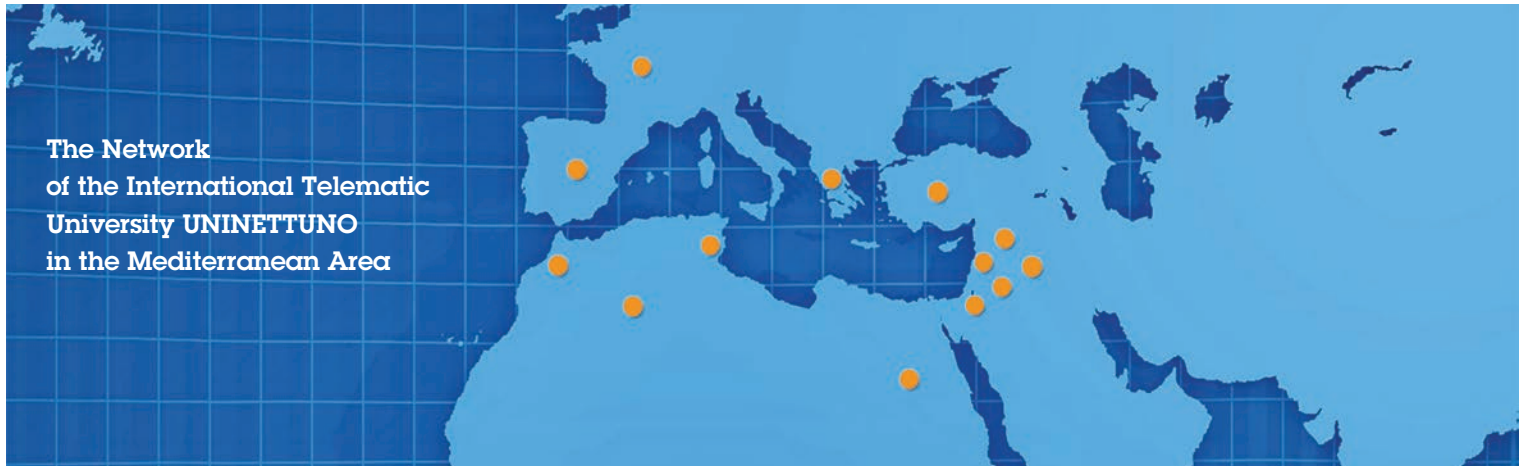 The Network
of the International Telematic
University UNINETTUNO
in the Mediterranean Area